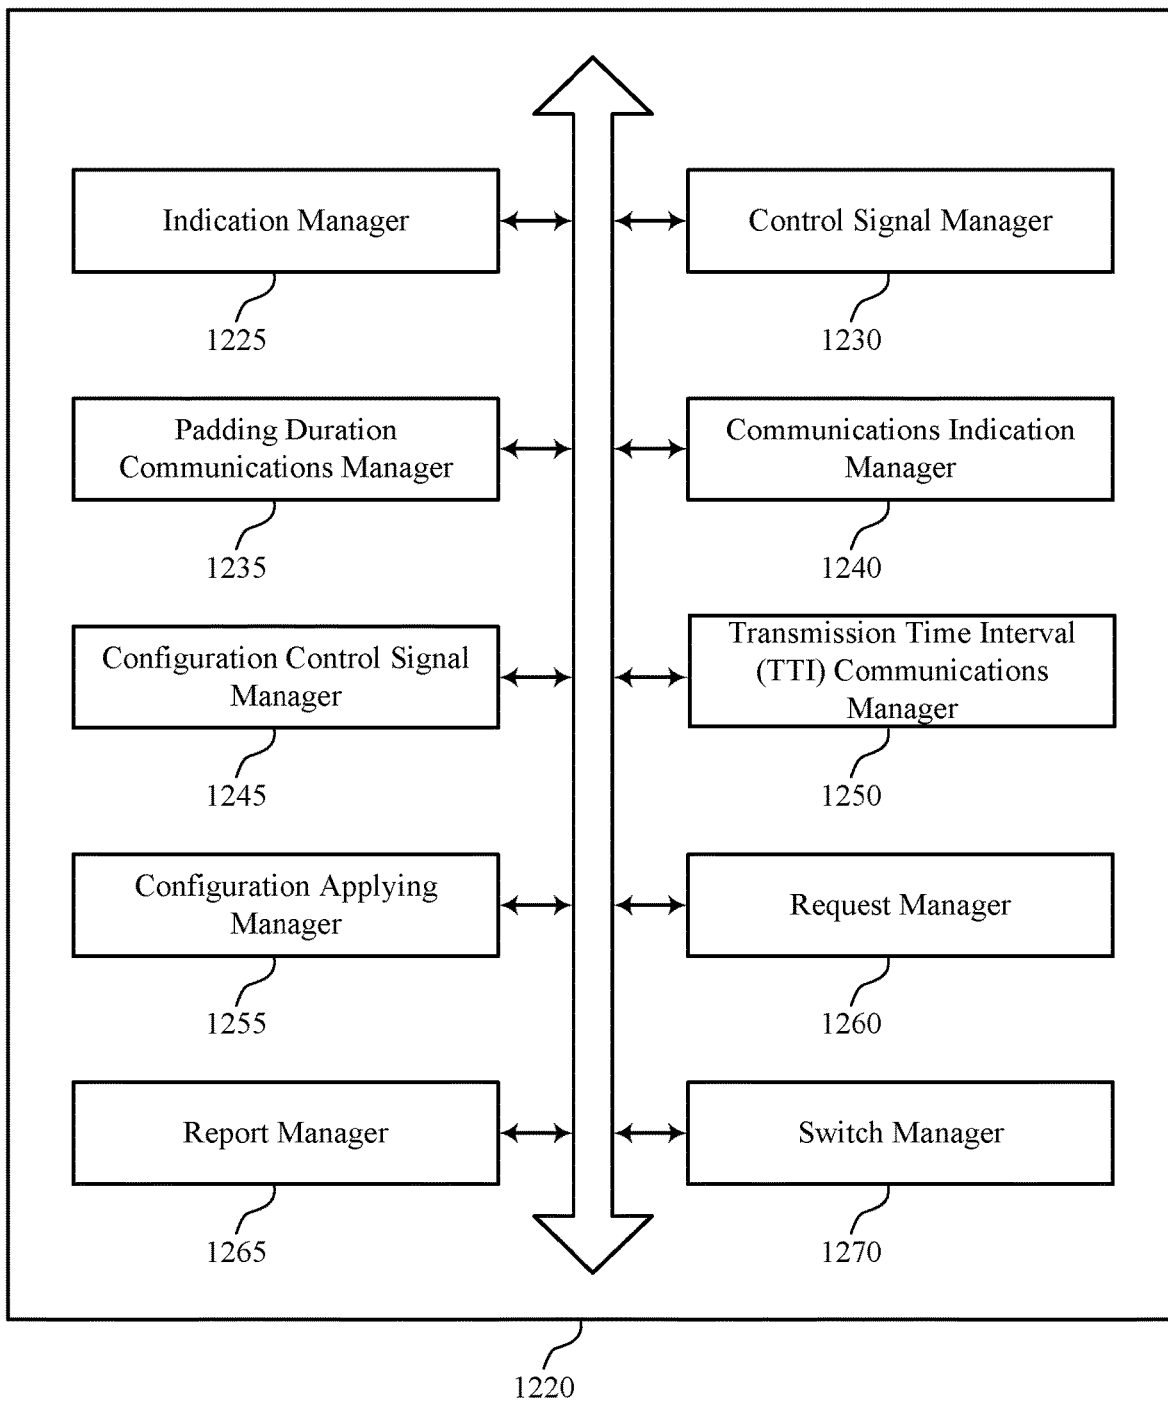 Indication Manager
1225
Control Signal Manager
1230
Padding Duration
Communications Manager
1235
Communications Indication
Manager
1240
Configuration Control Signal
Manager
1245
Transmission Time Interval
(TTI) Communications
Manager
1250
Configuration Applying
Manager
1255
Request Manager
1260
Report Manager
1265
Switch Manager
1270
1220